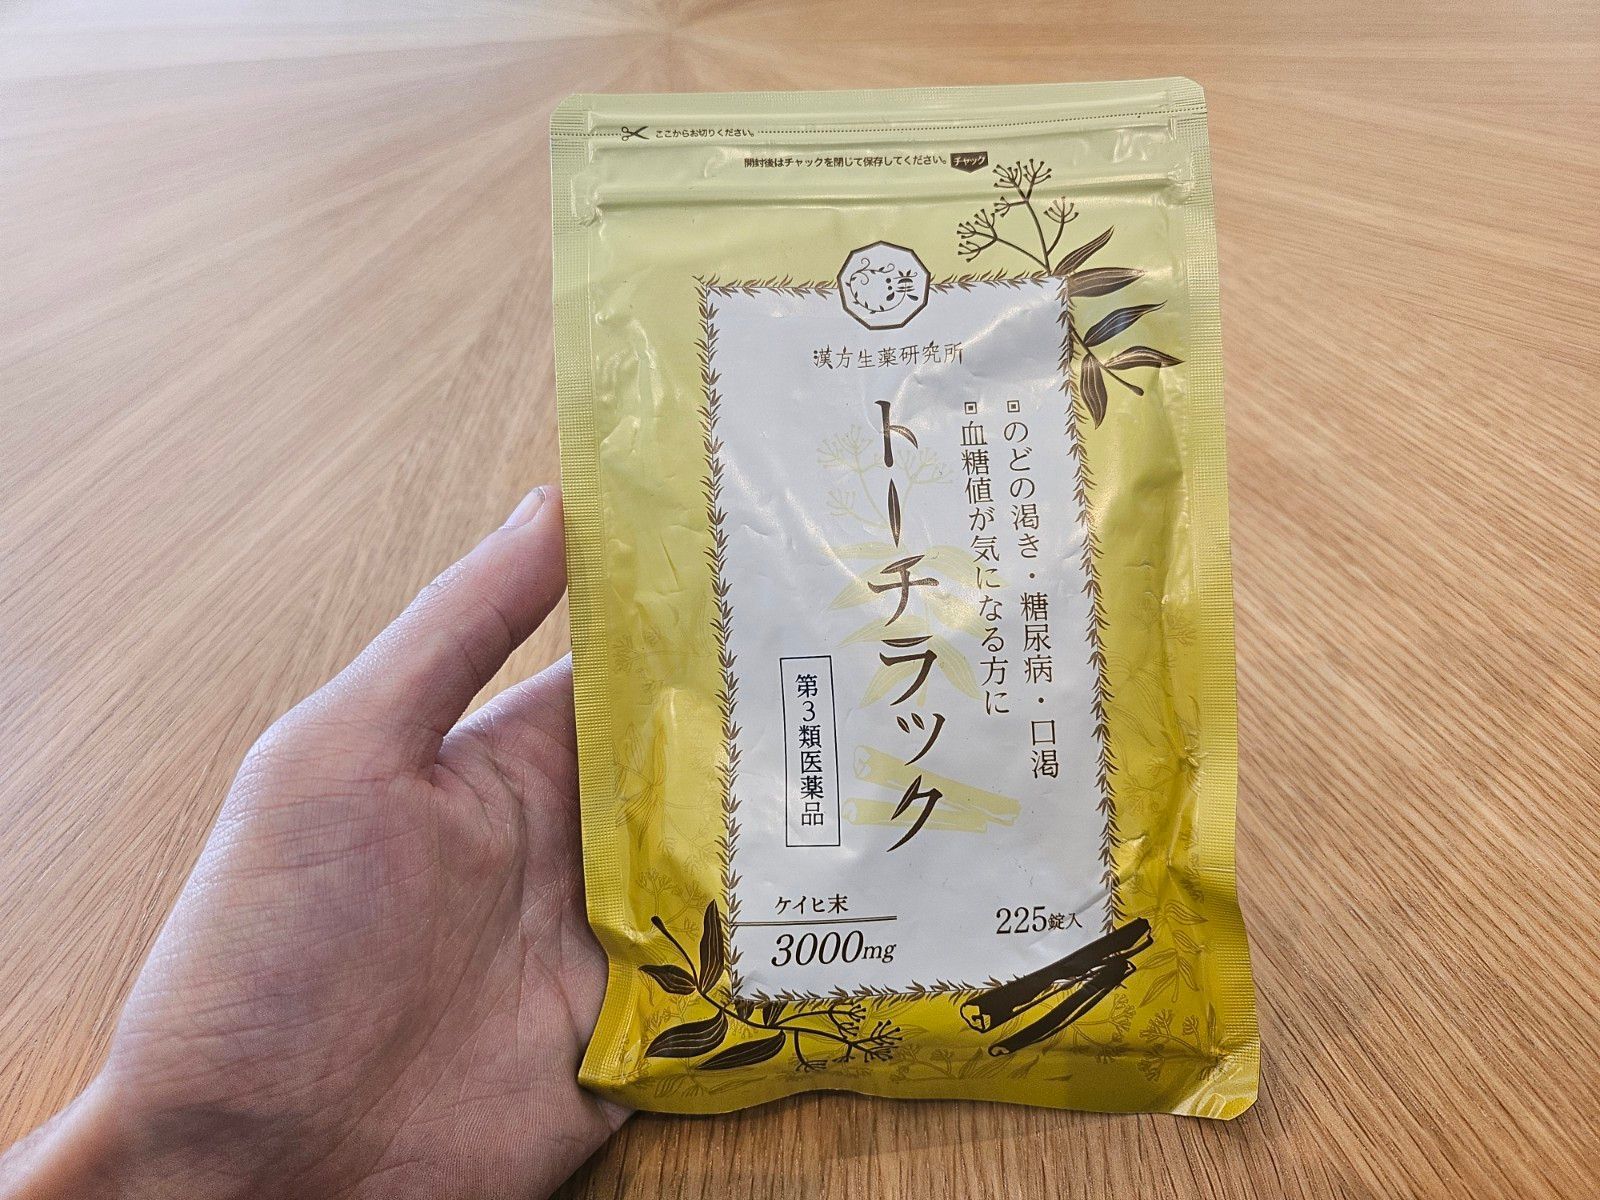 ここからお切りください。
開封後はチャックを閉じて保存してください。 チャック
漢
漢方生薬研究所
のどの渇き・糖尿病・口渇
血糖値が気になる方に
トーチラック
第3類医薬品
ケイヒ末
3000mg
225錠入